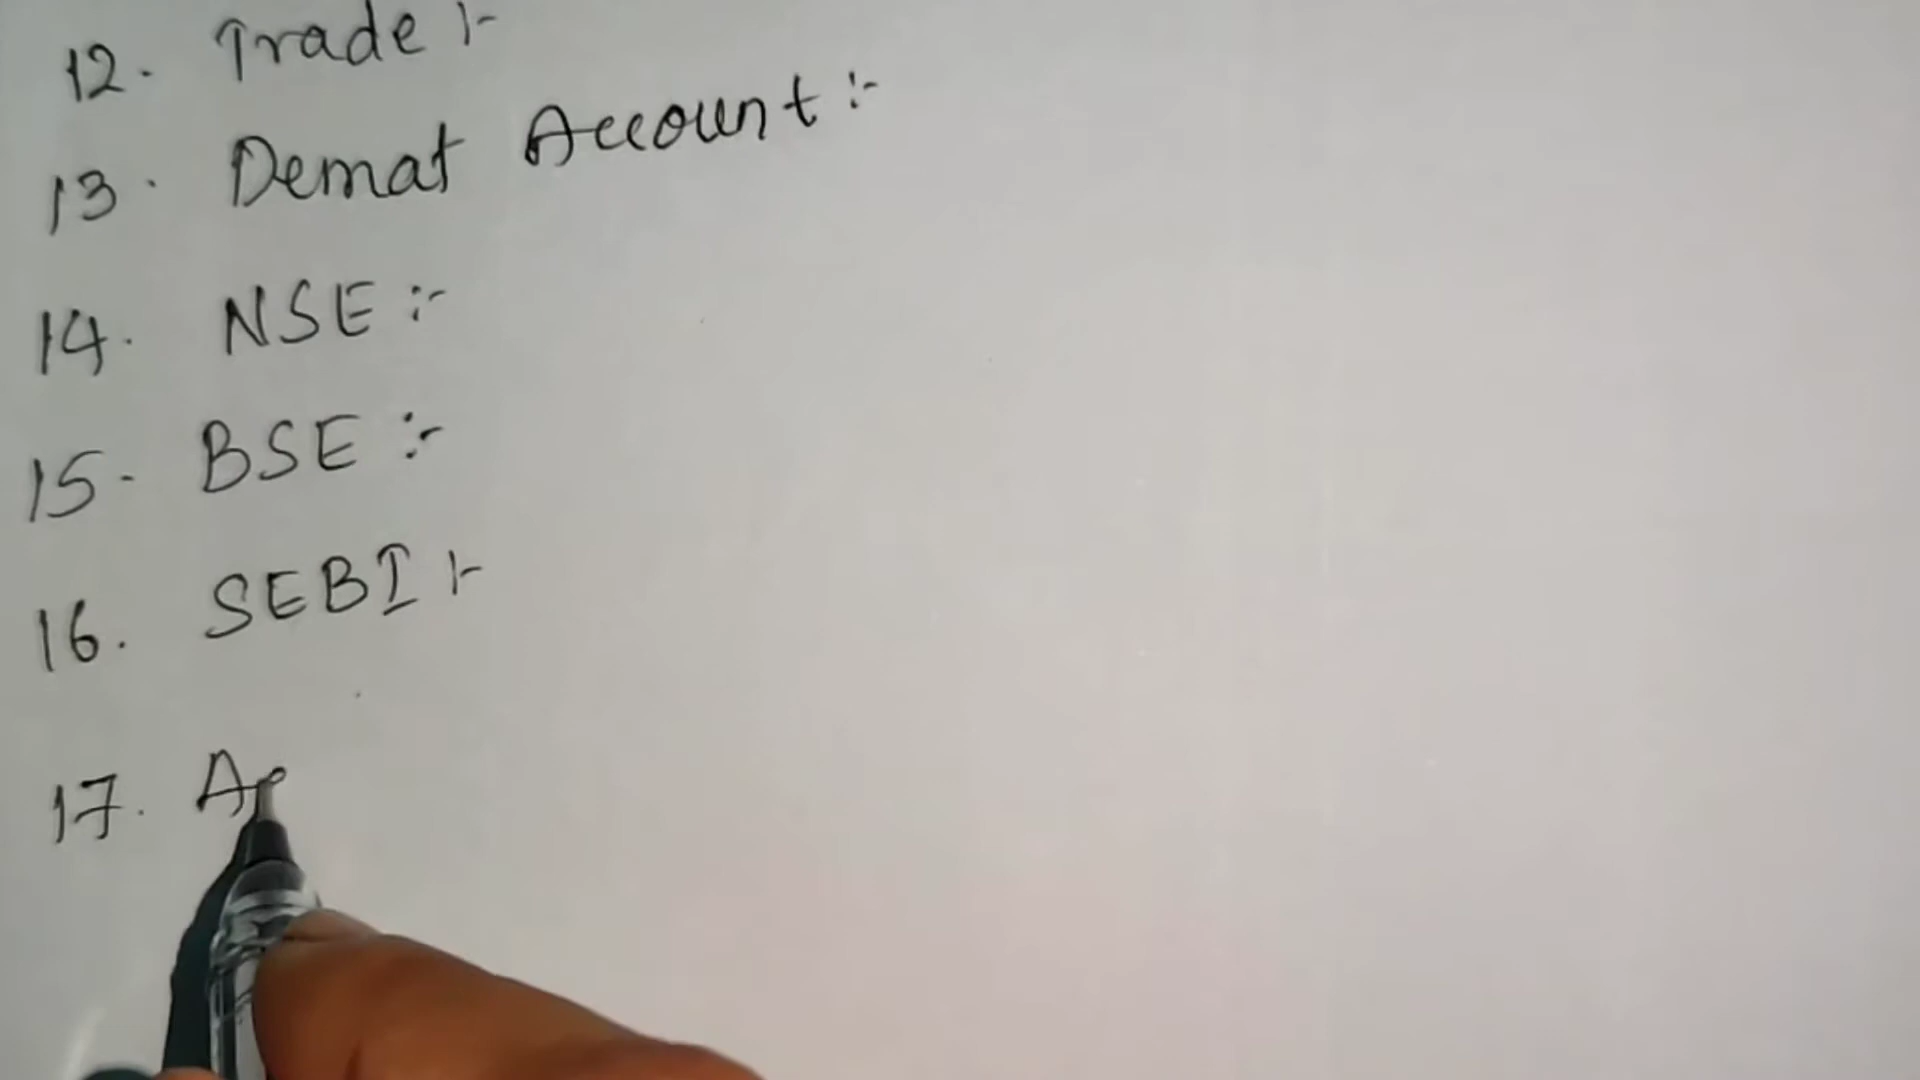 12. Trade :-
13. Demat Account :-
14. NSE :-
15. BSE :-
16. SEBI :-
17.